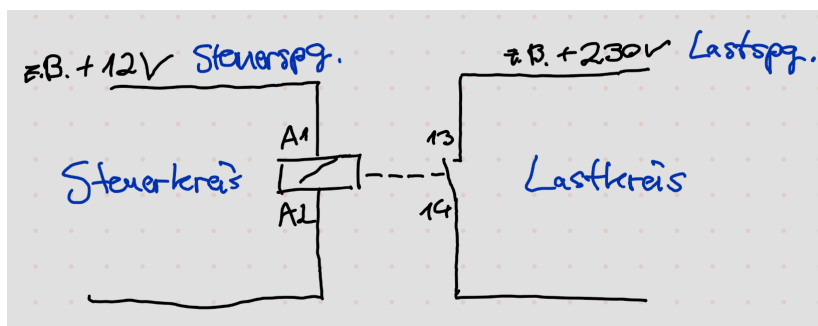 z.B. +12V Steuerspg.
z.B. +230V Lastspg.
A1
13
Steuerkreis
Lastkreis
A2
14